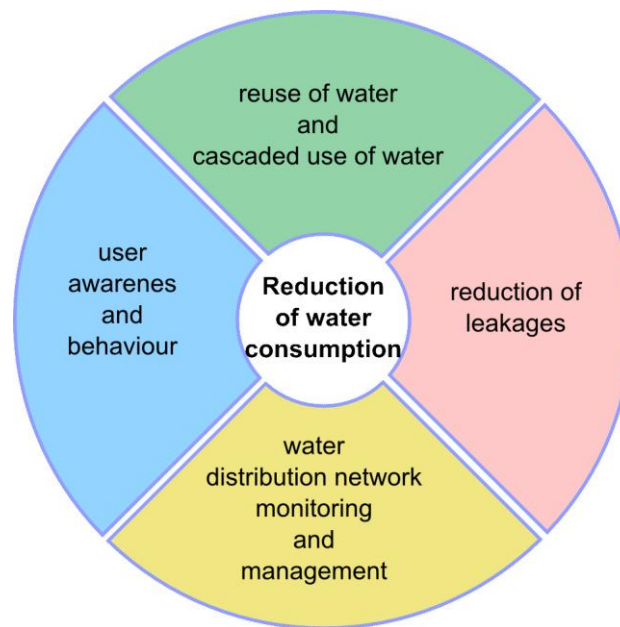 reuse of water
and
cascaded use of water
user
awarenes
and
behaviour
Reduction
of water
consumption
reduction of
leakages
water
distribution network
monitoring
and
management